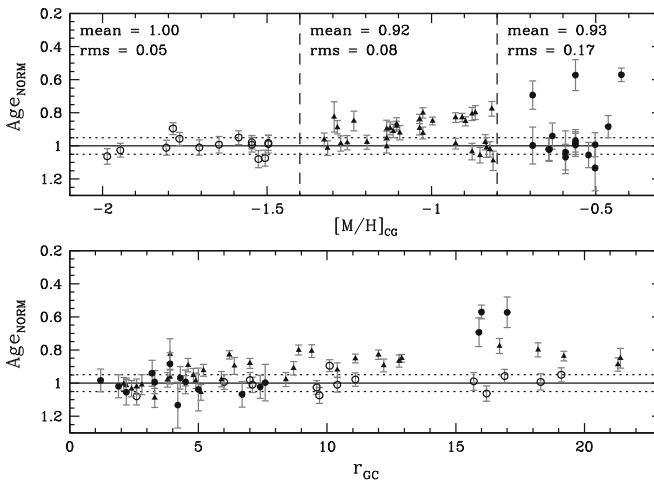 mean = 1.00
rms = 0.05
mean = 0.92
rms = 0.08
mean = 0.93
rms = 0.17
0.2
0.4
0.6
0.8
1
1.2
Age_NORM
-2
-1.5
-1
-0.5
[M/H]_CG
0.2
0.4
0.6
0.8
1
1.2
Age_NORM
0
5
10
15
20
r_GC